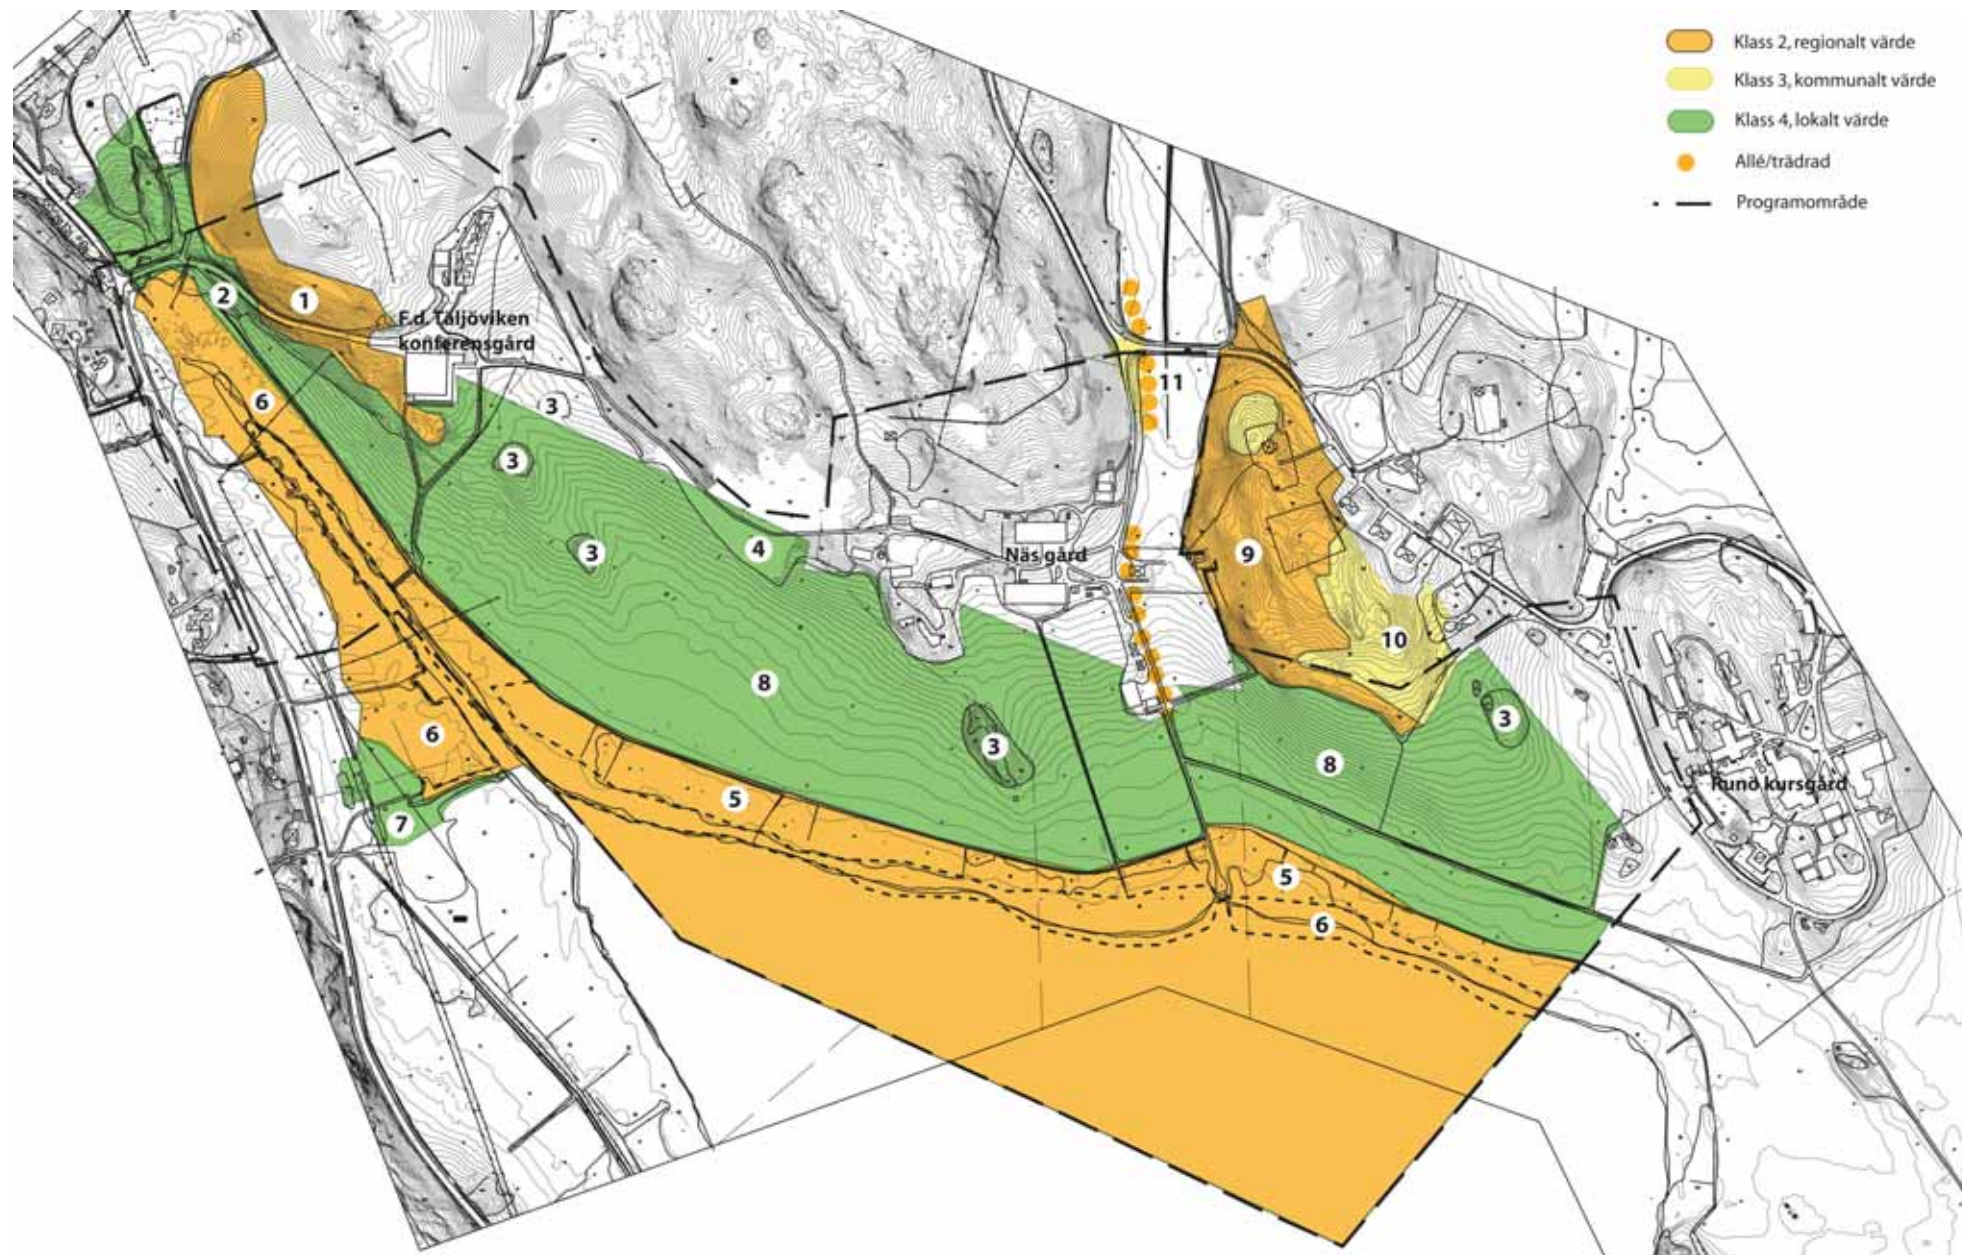 Klass 2, regionalt värde
Klass 3, kommunalt värde
Klass 4, lokalt värde
Allé/trädrad
Programområde
2
1
F.d. Täljöviken
konferensgård
11
6
3
3
3
4
Näs gård
9
10
8
3
3
6
8
Runö kursgård
5
7
5
6